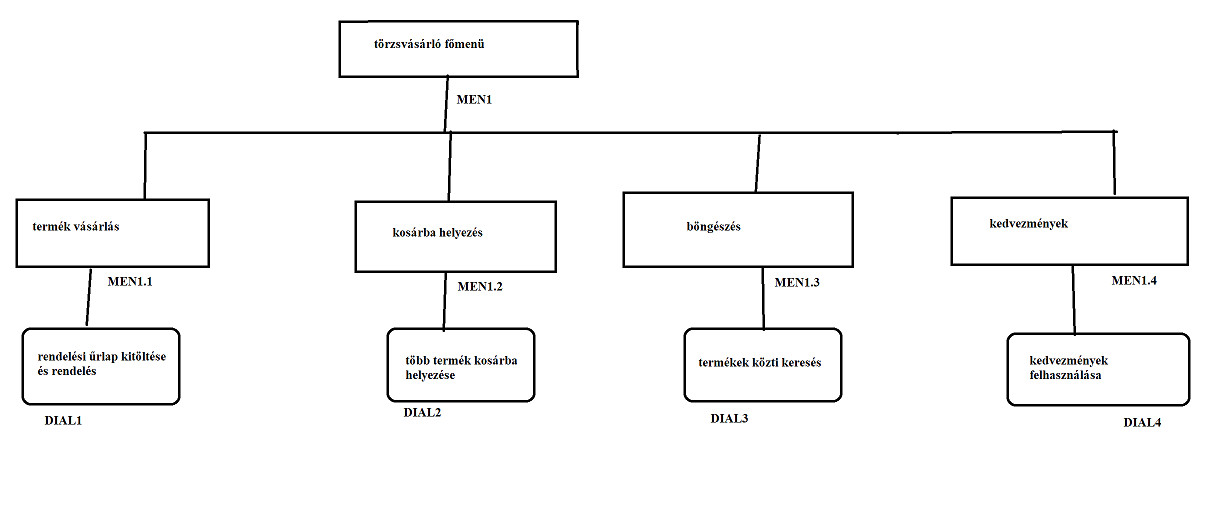 törzsvásárló főmenü
MEN1
termék vásárlás
kosárba helyezés
böngészés
kedvezmények
MEN1.1
MEN1.2
MEN1.3
MEN1.4
rendelési űrlap kitöltése
és rendelés
több termék kosárba
helyezése
termékek közti keresés
kedvezmények
felhasználása
DIAL1
DIAL2
DIAL3
DIAL4